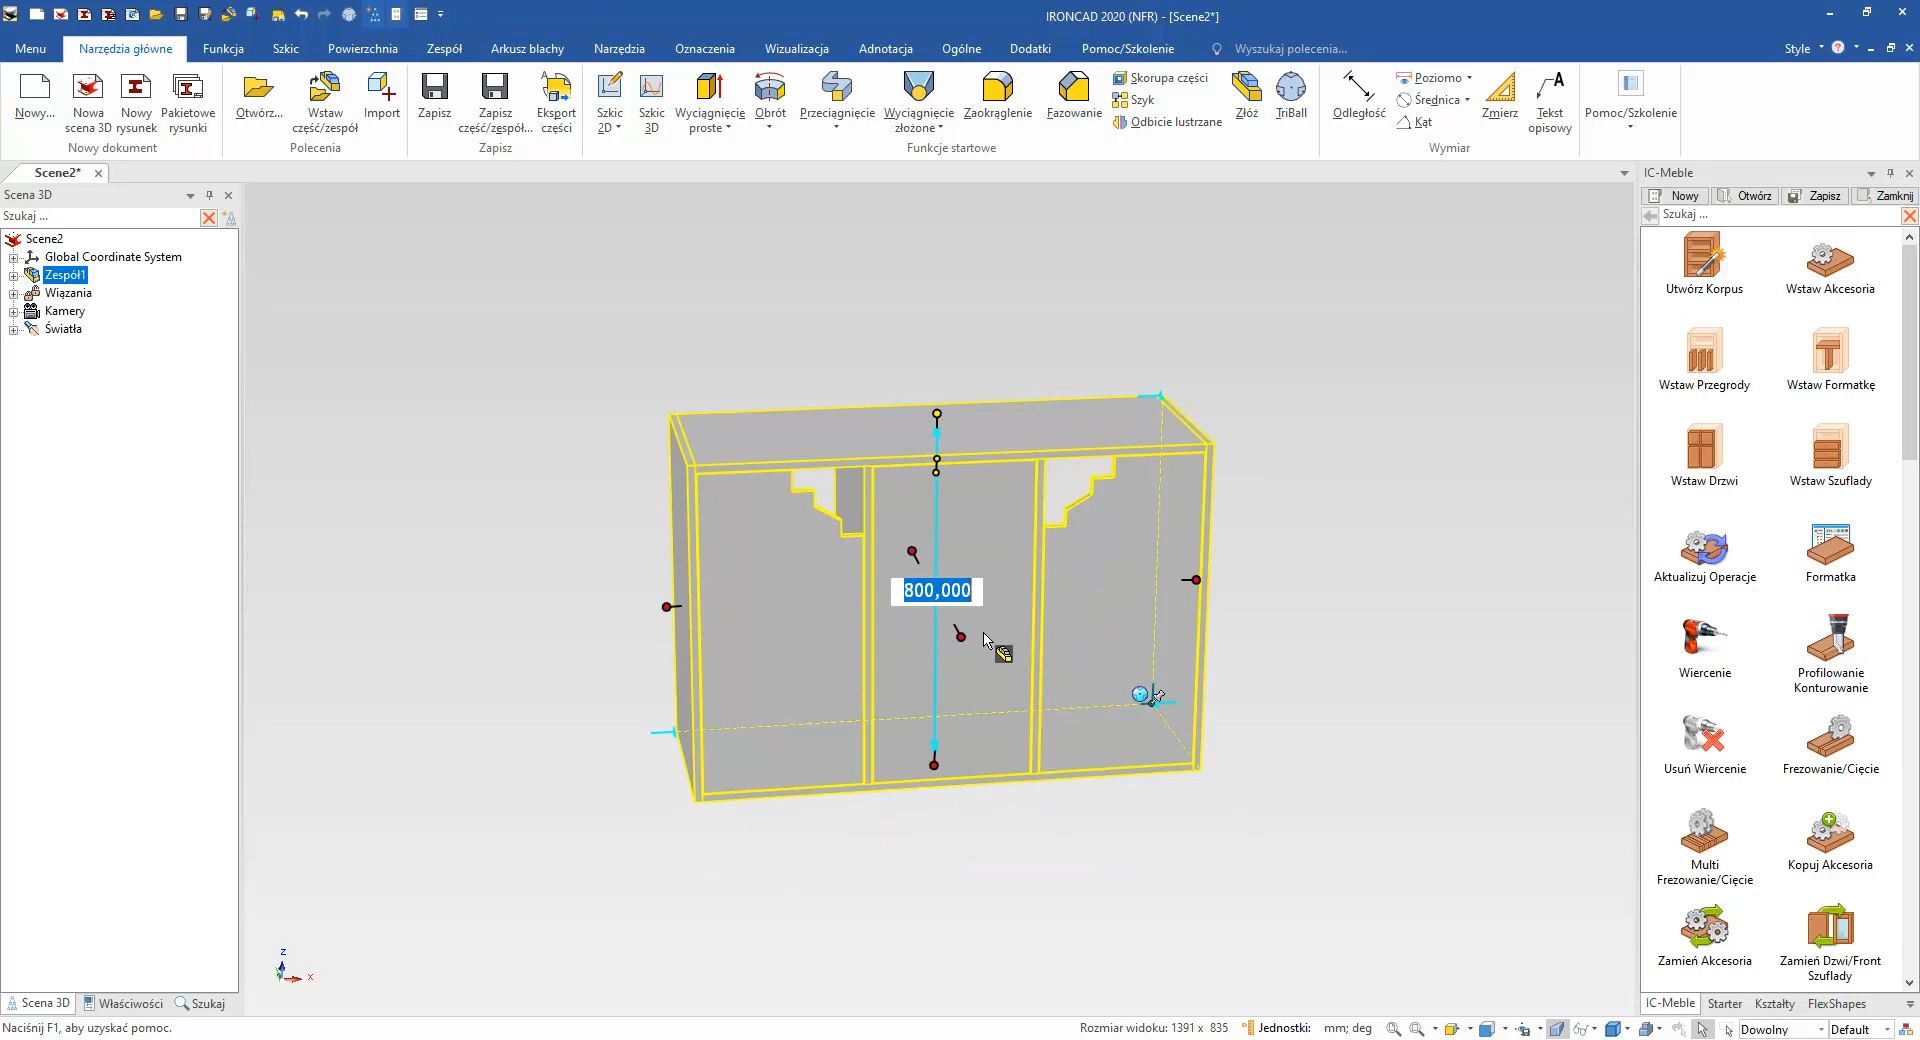 IRONCAD 2020 (NFR) - [Scene2*]
Menu Narzędzia główne Funkcja Szkic Powierzchnia Zespół Arkusz blachy Narzędzia Oznaczenia Wizualizacja Adnotacja Ogólne Dodatki Pomoc/Szkolenie Wyszukaj polecenia... Style
Nowy... Nowa scena 3D Nowy rysunek Pakietowe rysunki
Nowy dokument
Otwórz... Wstaw część/zespół Import
Polecenia
Zapisz Zapisz część/zespół... Eksport części
Zapisz
Szkic 2D Szkic 3D Wyciągnięcie proste Obrót Przeciągnięcie Wyciągnięcie złożone Zaokrąglenie Fazowanie
Skorupa części
Szyk
Odbicie lustrzane
Złóż TriBall
Funkcje startowe
Odległość
Poziomo
Średnica
Kąt
Zmierz Tekst opisowy
Wymiar
Pomoc/Szkolenie
Scene2*
Scena 3D
Szukaj ...
Scene2
Global Coordinate System
Zespół1
Wiązania
Kamery
Światła
800,000
z
x
IC-Meble
Nowy Otwórz Zapisz Zamknij
Szukaj ...
Utwórz Korpus Wstaw Akcesoria
Wstaw Przegrody Wstaw Formatkę
Wstaw Drzwi Wstaw Szuflady
Aktualizuj Operacje Formatka
Wiercenie Profilowanie
Konturowanie
Usuń Wiercenie Frezowanie/Cięcie
Multi Kopuj Akcesoria
Frezowanie/Cięcie
Zamień Akcesoria Zamień Dzwi/Front
Szuflady
Scena 3D Właściwości Szukaj
IC-Meble Starter Kształty FlexShapes
Naciśnij F1, aby uzyskać pomoc.
Rozmiar widoku: 1391 x 835 Jednostki: mm; deg Dowolny Default